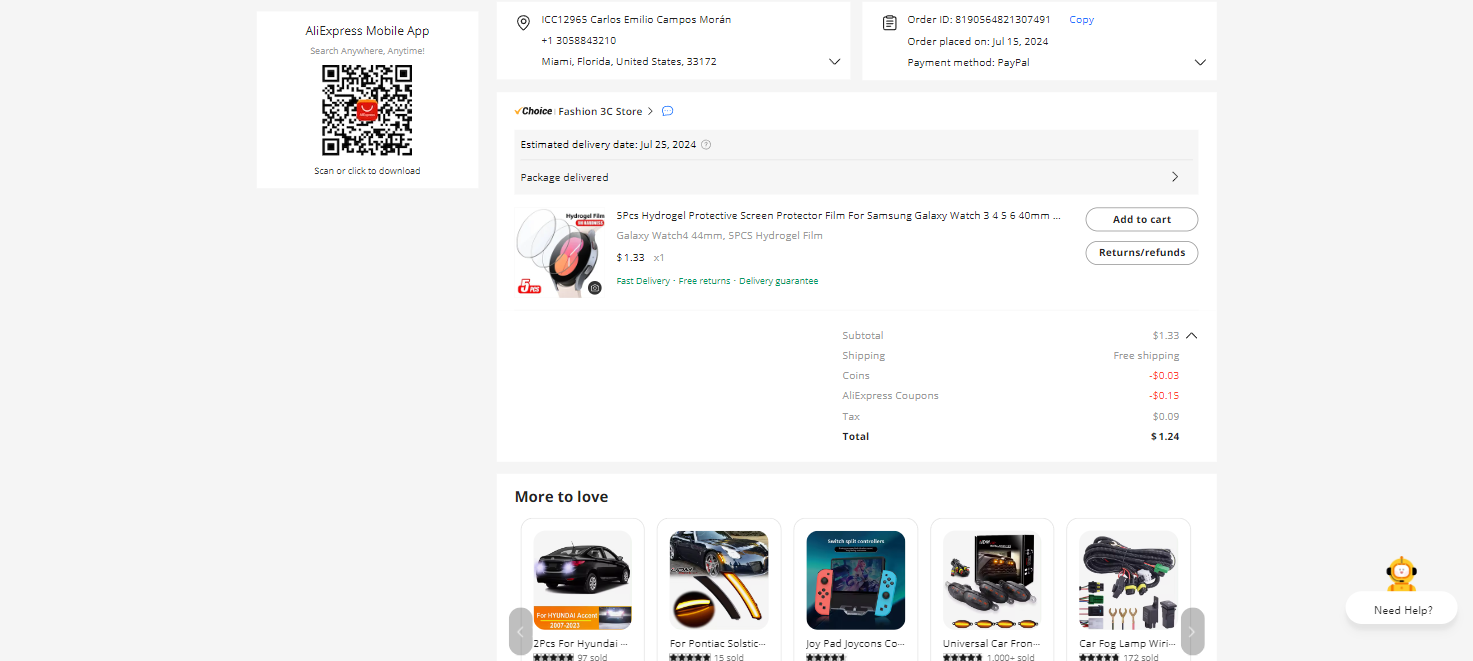 AliExpress Mobile App
Search Anywhere, Anytime!
Scan or click to download
ICC12965 Carlos Emilio Campos Morán
+1 3058843210
Miami, Florida, United States, 33172
Order ID: 8190564821307491 Copy
Order placed on: Jul 15, 2024
Payment method: PayPal
Choice Fashion 3C Store
Estimated delivery date: Jul 25, 2024
Package delivered
Hydrogel Film
5 PCS
5Pcs Hydrogel Protective Screen Protector Film For Samsung Galaxy Watch 3 4 5 6 40mm ...
Galaxy Watch4 44mm, 5PCS Hydrogel Film
$1.33 x1
Fast Delivery · Free returns · Delivery guarantee
Add to cart
Returns/refunds
Subtotal $1.33
Shipping Free shipping
Coins -$0.03
AliExpress Coupons -$0.15
Tax $0.09
Total $1.24
More to love
For HYUNDAI Accent
2007-2023
2Pcs For Hyundai ···
97 sold
For Pontiac Solstic···
15 sold
Switch split controllers
Joy Pad Joycons Co···
Universal Car Fron···
1,000+ sold
Car Fog Lamp Wiri···
172 sold
Need Help?